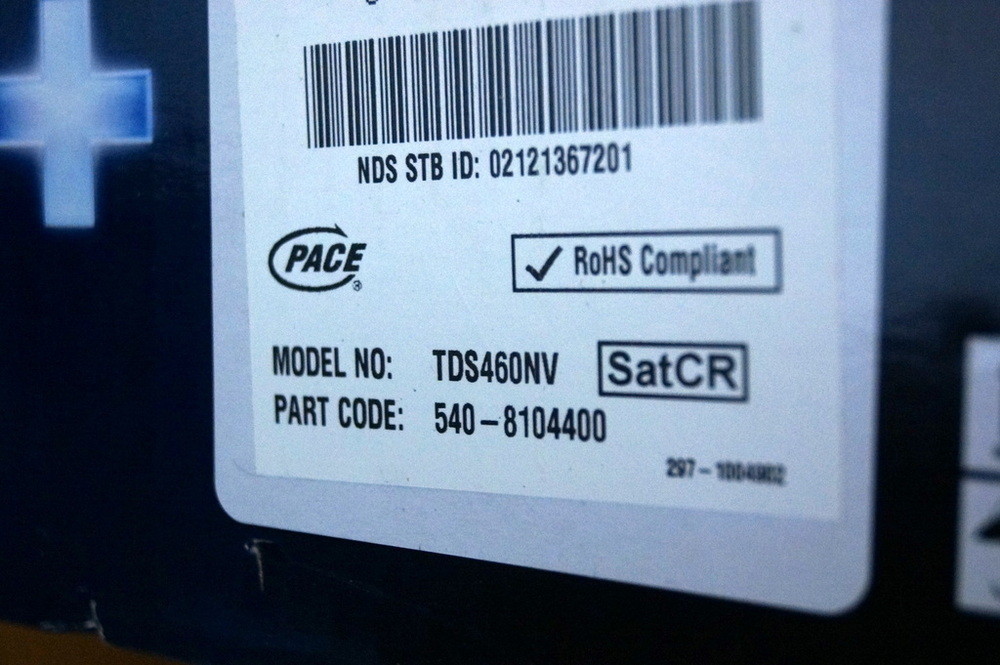 NDS STB ID: 02121367201
PACE®
✓ RoHS Compliant
MODEL NO: TDS460NV SatCR
PART CODE: 540-8104400